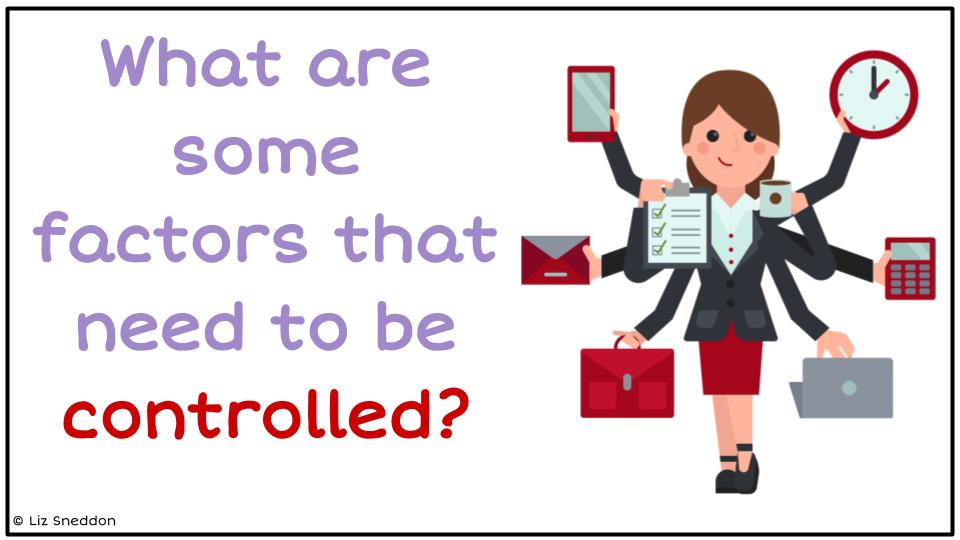 What are
some
factors that
need to be
controlled?
© Liz Sneddon